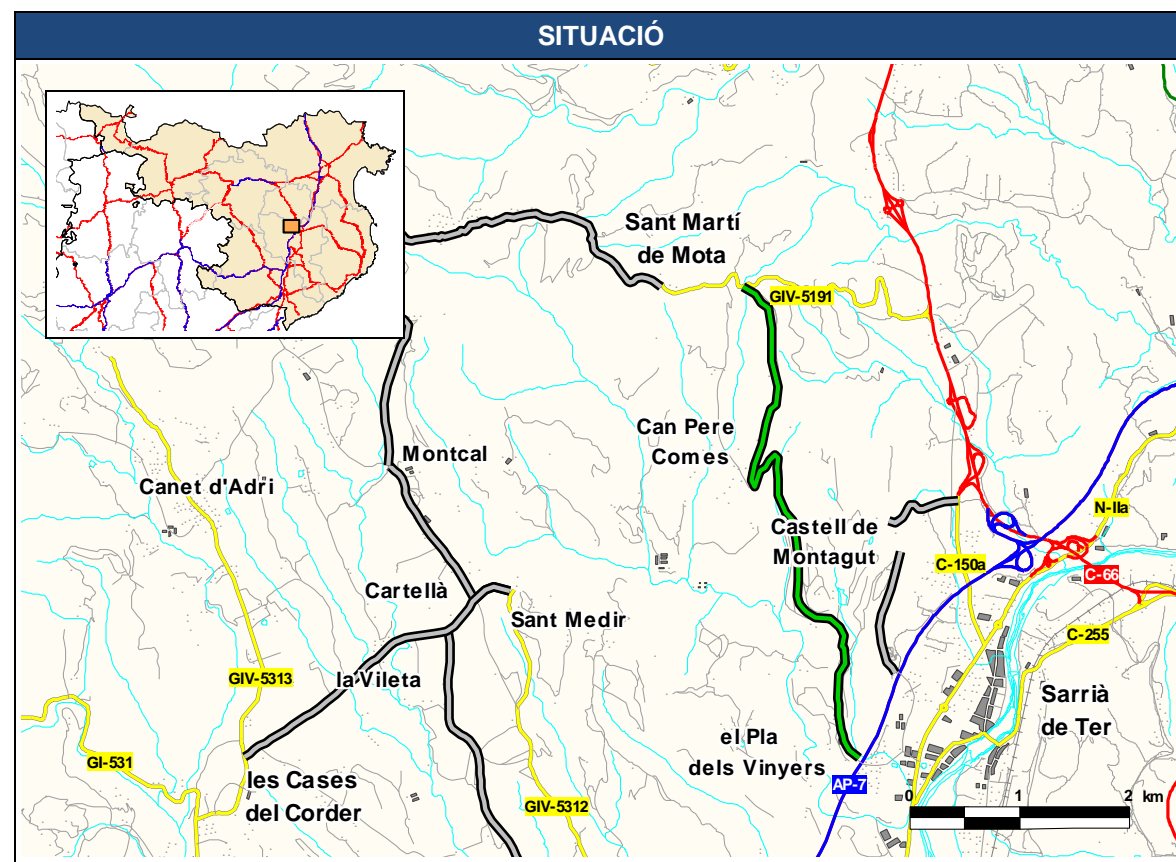 SITUACIÓ
Sant Martí
de Mota
GIV-5191
Can Pere
Comes
Montcal
Canet d'Adri
Castell de
Montagut
N-IIa
C-150a
C-66
Cartellà
Sant Medir
C-255
GIV-5313
la Vileta
Sarrià
de Ter
el Pla
dels Vinyers
GI-531
les Cases
del Corder
GIV-5312
AP-7
0 1 2 km